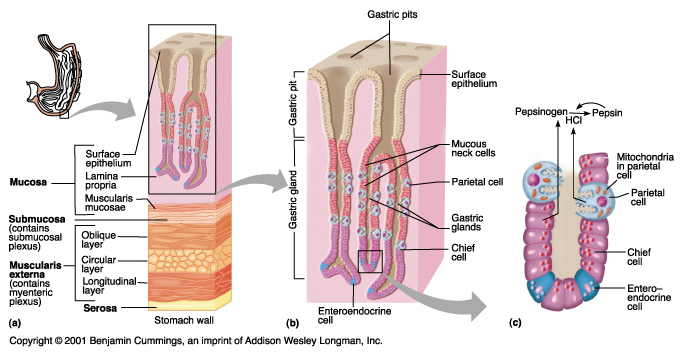 Surface
epithelium
Lamina
propria
Muscularis
mucosae
Mucosa
Submucosa
(contains
submucosal
plexus)
Oblique
layer
Circular
layer
Longitudinal
layer
Muscularis
externa
(contains
myenteric
plexus)
Serosa
(a)
Stomach wall
Gastric pits
Gastric pit
Gastric gland
Surface
epithelium
Mucous
neck cells
Parietal cell
Gastric
glands
Chief
cell
Enteroendocrine
cell
(b)
Pepsinogen
Pepsin
HCl
Mitochondria
in parietal
cell
Parietal
cell
Chief
cell
Entero-
endocrine
cell
(c)
Copyright © 2001 Benjamin Cummings, an imprint of Addison Wesley Longman, Inc.